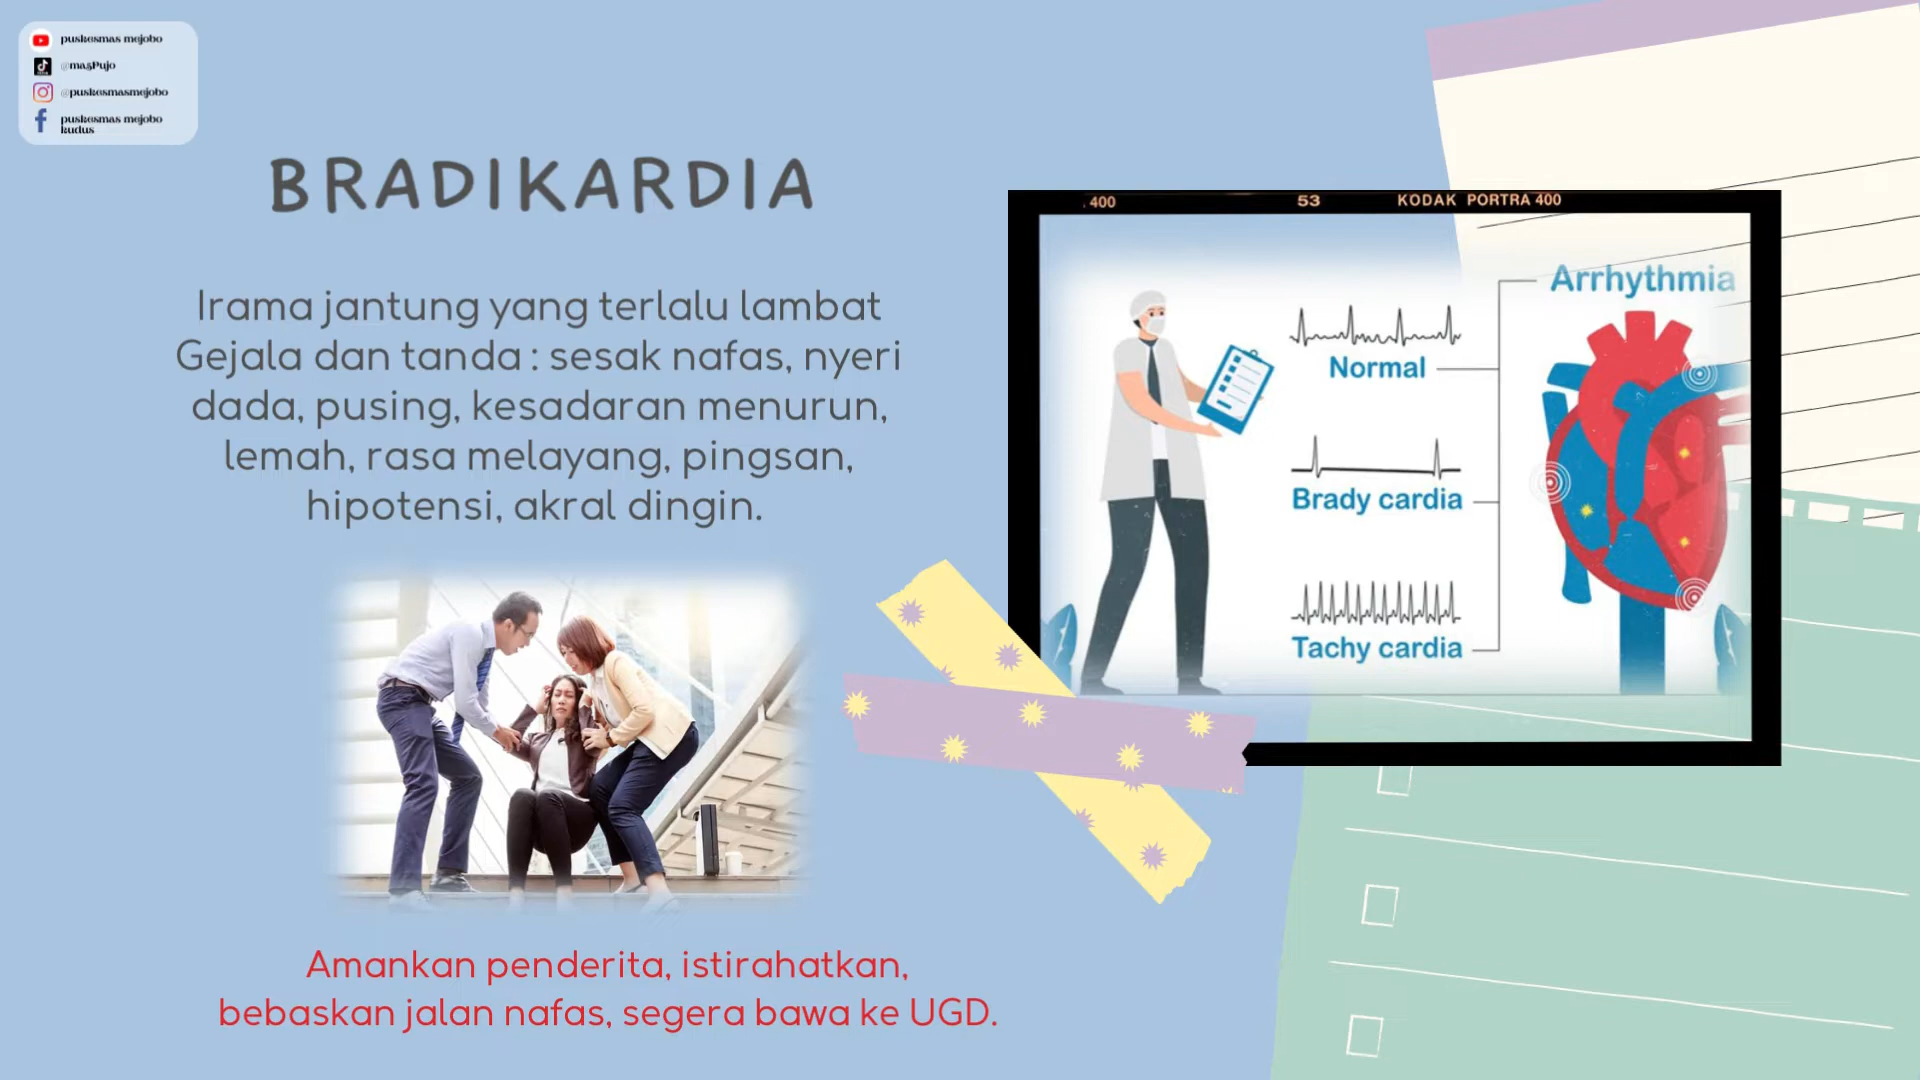 puskesmas mejobo
@masPujo
@puskesmasmejobo
puskesmas mejobo
kudus
BRADIKARDIA
Irama jantung yang terlalu lambat
Gejala dan tanda : sesak nafas, nyeri
dada, pusing, kesadaran menurun,
lemah, rasa melayang, pingsan,
hipotensi, akral dingin.
Amankan penderita, istirahatkan,
bebaskan jalan nafas, segera bawa ke UGD.
400
53
KODAK PORTRA 400
Arrhythmia
Normal
Brady cardia
Tachy cardia